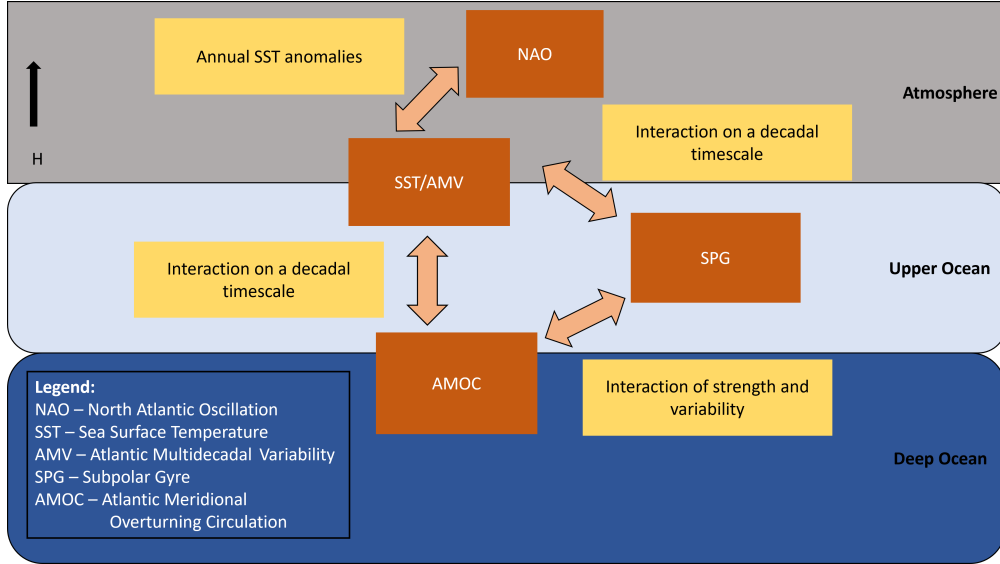 Annual SST anomalies
NAO
Atmosphere
H
Interaction on a decadal
timescale
SST/AMV
SPG
Upper Ocean
Interaction on a decadal
timescale
AMOC
Interaction of strength and
variability
Deep Ocean
Legend:
NAO – North Atlantic Oscillation
SST – Sea Surface Temperature
AMV – Atlantic Multidecadal Variability
SPG – Subpolar Gyre
AMOC – Atlantic Meridional
Overturning Circulation